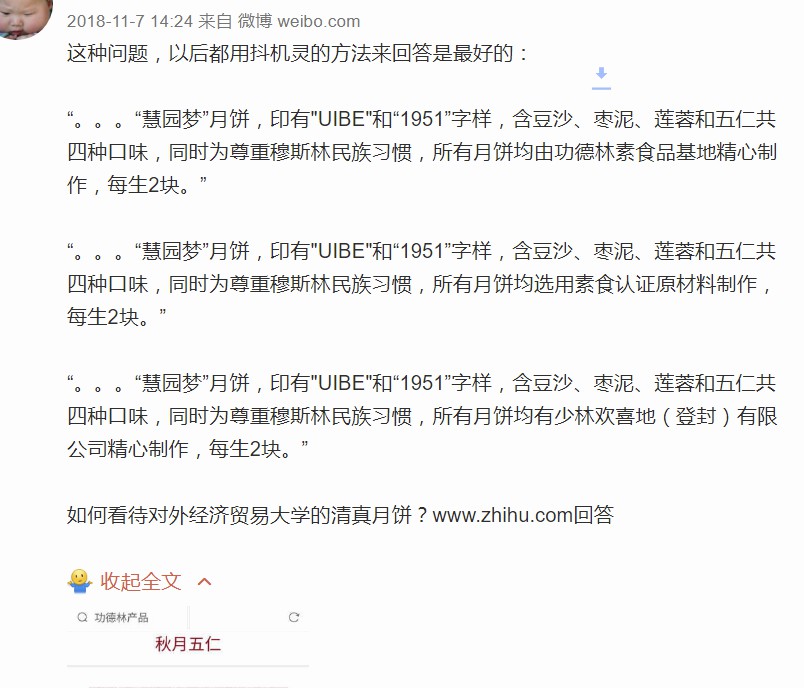 2018-11-7 14:24 来自 微博 weibo.com
这种问题，以后都用抖机灵的方法来回答是最好的：
“。。。“慧园梦”月饼，印有"UIBE"和“1951”字样，含豆沙、枣泥、莲蓉和五仁共
四种口味，同时为尊重穆斯林民族习惯，所有月饼均由功德林素食品基地精心制
作，每生2块。”
“。。。“慧园梦”月饼，印有"UIBE"和“1951”字样，含豆沙、枣泥、莲蓉和五仁共
四种口味，同时为尊重穆斯林民族习惯，所有月饼均选用素食认证原材料制作，
每生2块。”
“。。。“慧园梦”月饼，印有"UIBE"和“1951”字样，含豆沙、枣泥、莲蓉和五仁共
四种口味，同时为尊重穆斯林民族习惯，所有月饼均有少林欢喜地（登封）有限
公司精心制作，每生2块。”
如何看待对外经济贸易大学的清真月饼？www.zhihu.com回答
收起全文
功德林产品
秋月五仁